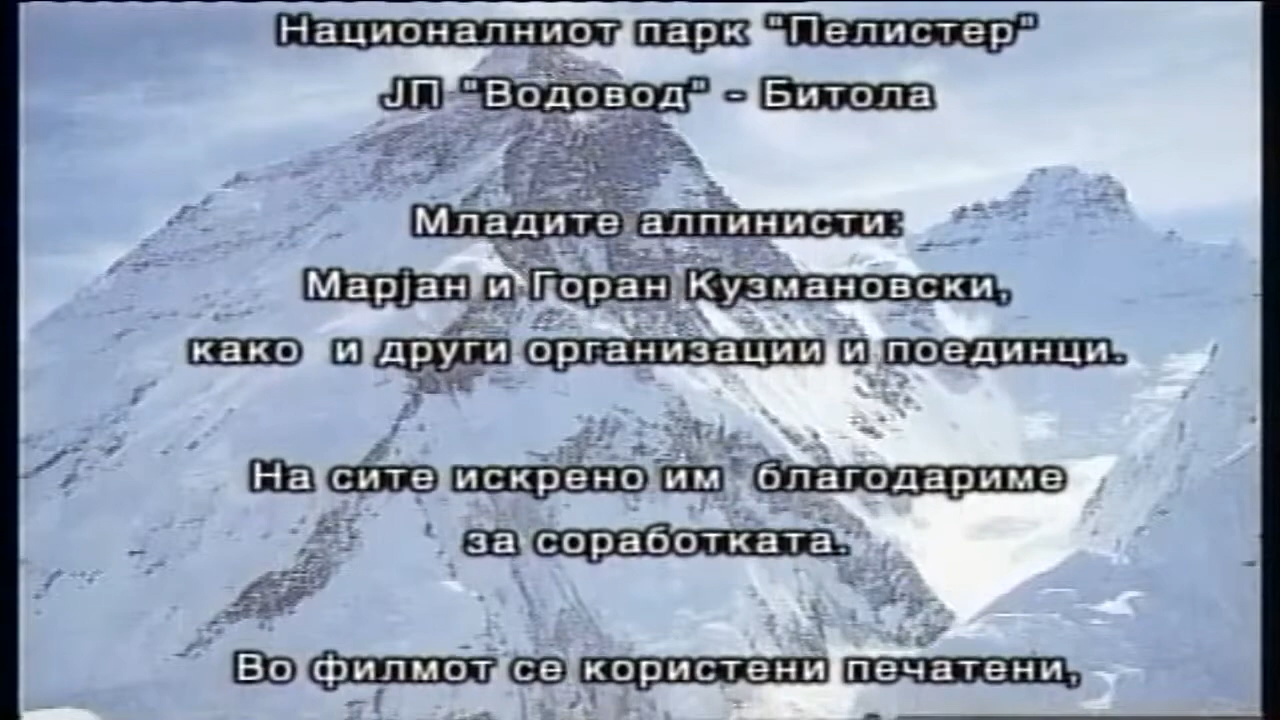 Националниот парк "Пелистер"
ЈП "Водовод" - Битола
Младите алпинисти:
Марјан и Горан Кузмановски,
како и други организации и поединци.
На сите искрено им благодариме
за соработката.
Во филмот се користени печатени,